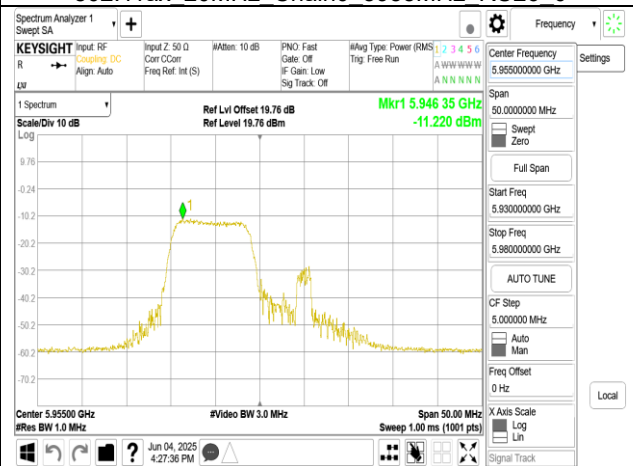 Spectrum Analyzer 1
Swept SA
Frequency
KEYSIGHT
R
Input: RF
Coupling: DC
Align: Auto
Input Z: 50 Ω
Corr CCorr
Freq Ref: Int (S)
#Atten: 10 dB
PNO: Fast
Gate: Off
IF Gain: Low
Sig Track: Off
#Avg Type: Power (RMS
Trig: Free Run
1 2 3 4 5 6
A W W W W W
A N N N N N
Center Frequency
5.955000000 GHz
Settings
Span
50.0000000 MHz
Swept
Zero
Full Span
Start Freq
5.930000000 GHz
Stop Freq
5.980000000 GHz
AUTO TUNE
CF Step
5.000000 MHz
Auto
Man
Freq Offset
0 Hz
Local
X Axis Scale
Log
Lin
Signal Track
1 Spectrum
Scale/Div 10 dB
Log
Ref Lvl Offset 19.76 dB
Ref Level 19.76 dBm
Mkr1 5.946 35 GHz
-11.220 dBm
1
9.76
-0.24
-10.2
-20.2
-30.2
-40.2
-50.2
-60.2
-70.2
Center 5.95500 GHz
#Res BW 1.0 MHz
#Video BW 3.0 MHz
Span 50.00 MHz
Sweep 1.00 ms (1001 pts)
?
Jun 04, 2025
4:27:36 PM